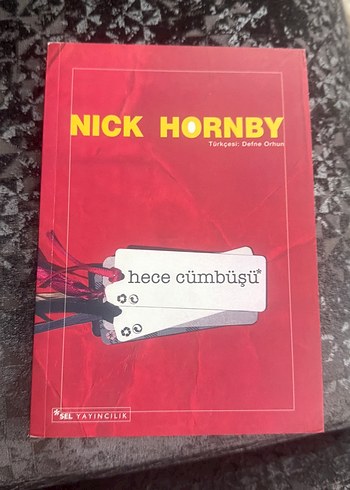 NICK HORNBY
Türkçesi: Defne Orhun
hece cümbüşü*
SEL YAYINCILIK